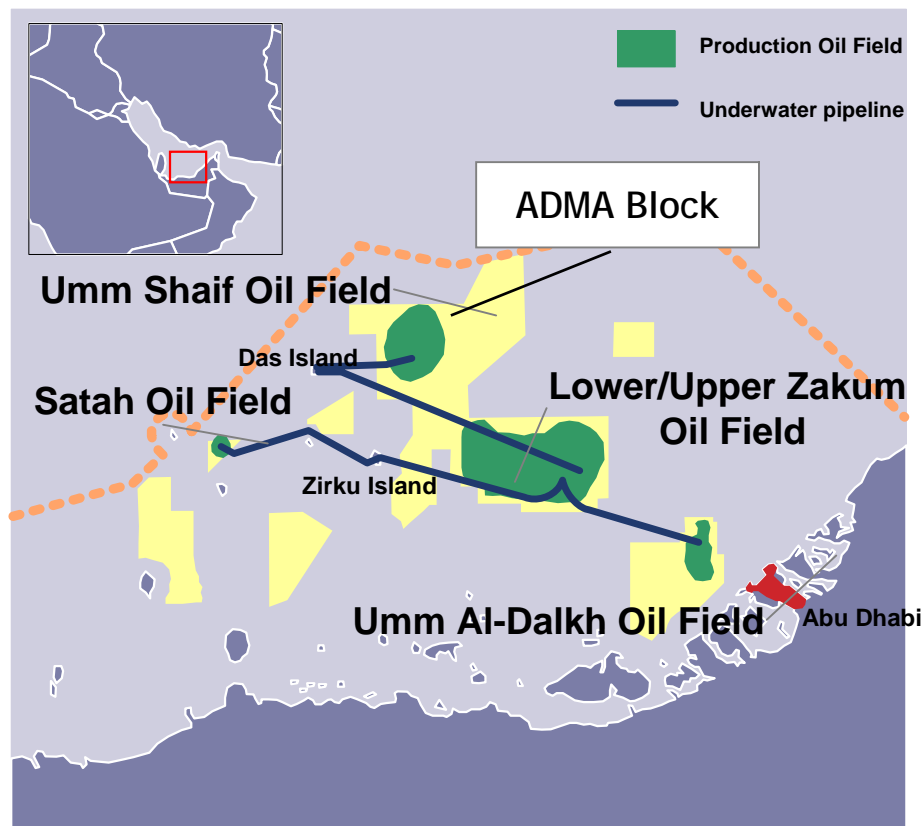 Production Oil Field
Underwater pipeline
ADMA Block
Umm Shaif Oil Field
Das Island
Satah Oil Field
Lower/Upper Zakum
Oil Field
Zirku Island
Umm Al-Dalkh Oil Field
Abu Dhabi